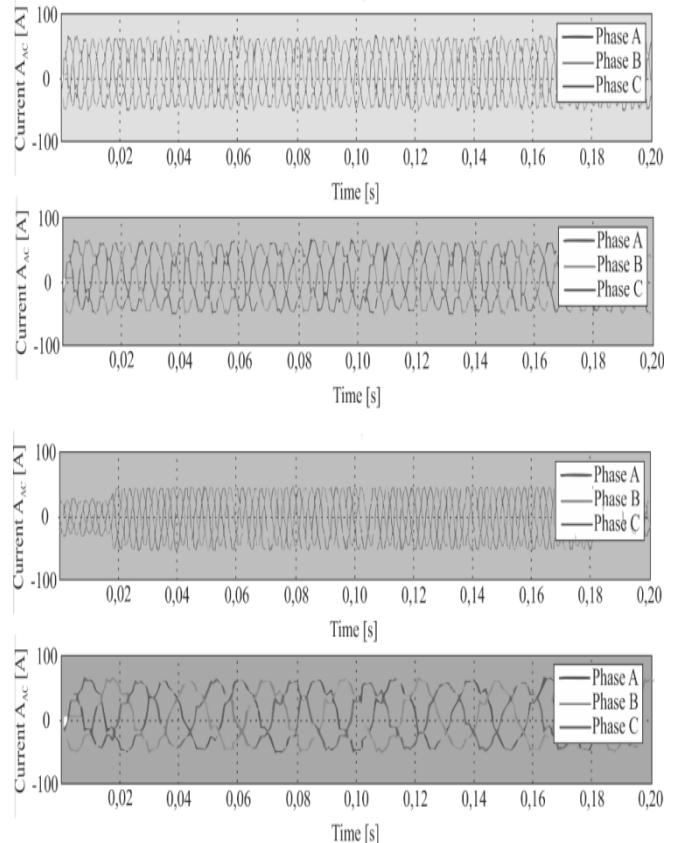 100
0
-100
Current A_AC [A]
Phase A
Phase B
Phase C
0,02 0,04 0,06 0,08 0,10 0,12 0,14 0,16 0,18 0,20
Time [s]
100
0
-100
Current A_AC [A]
Phase A
Phase B
Phase C
0,02 0,04 0,06 0,08 0,10 0,12 0,14 0,16 0,18 0,20
Time [s]
100
0
-100
Current A_AC [A]
Phase A
Phase B
Phase C
0,02 0,04 0,06 0,08 0,10 0,12 0,14 0,16 0,18 0,20
Time [s]
100
0
-100
Current A_AC [A]
Phase A
Phase B
Phase C
0,02 0,04 0,06 0,08 0,10 0,12 0,14 0,16 0,18 0,20
Time [s]